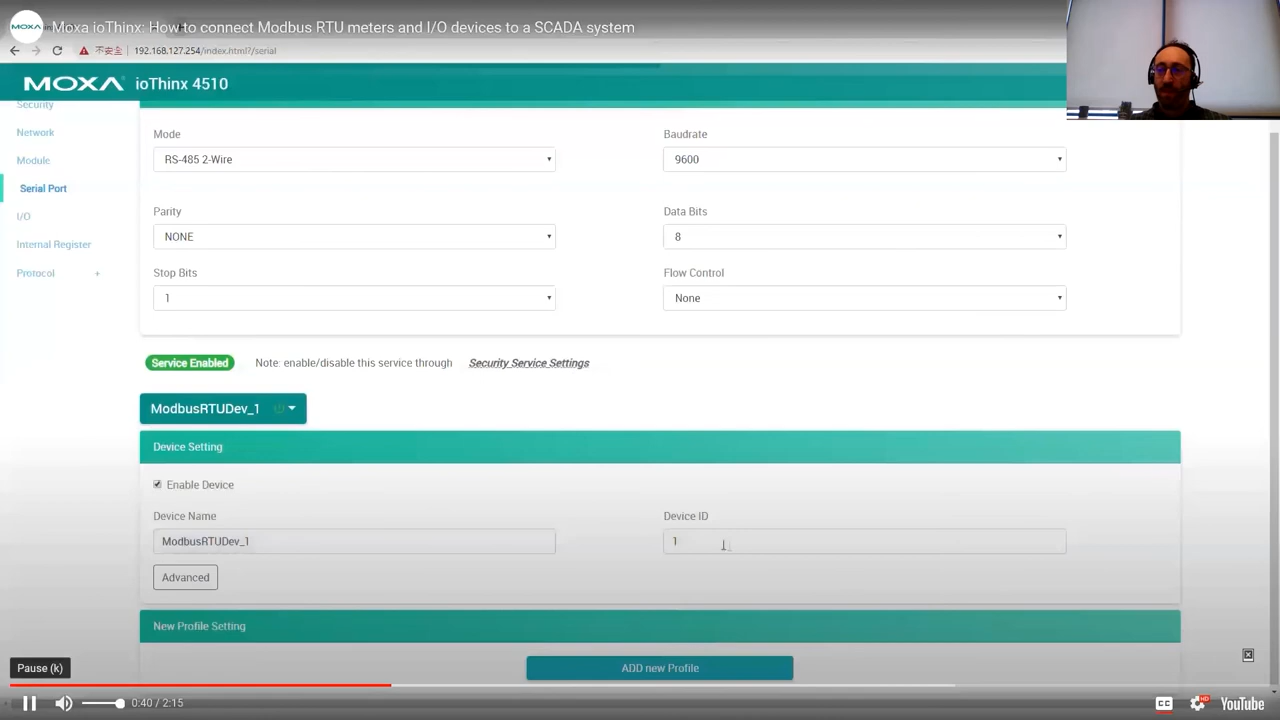 MOXA
Moxa ioThinx: How to connect Modbus RTU meters and I/O devices to a SCADA system
不安全 192.168.127.254/index.html?/serial
MOXA ioThinx 4510
Security
Network
Module
Serial Port
I/O
Internal Register
Protocol +
Mode Baudrate
RS-485 2-Wire 9600
Parity Data Bits
NONE 8
Stop Bits Flow Control
1 None
Service Enabled Note: enable/disable this service through Security Service Settings
ModbusRTUDev_1
Device Setting
Enable Device
Device Name Device ID
ModbusRTUDev_1 1
Advanced
New Profile Setting
Pause (k)
ADD new Profile
0:40 / 2:15
CC HD YouTube